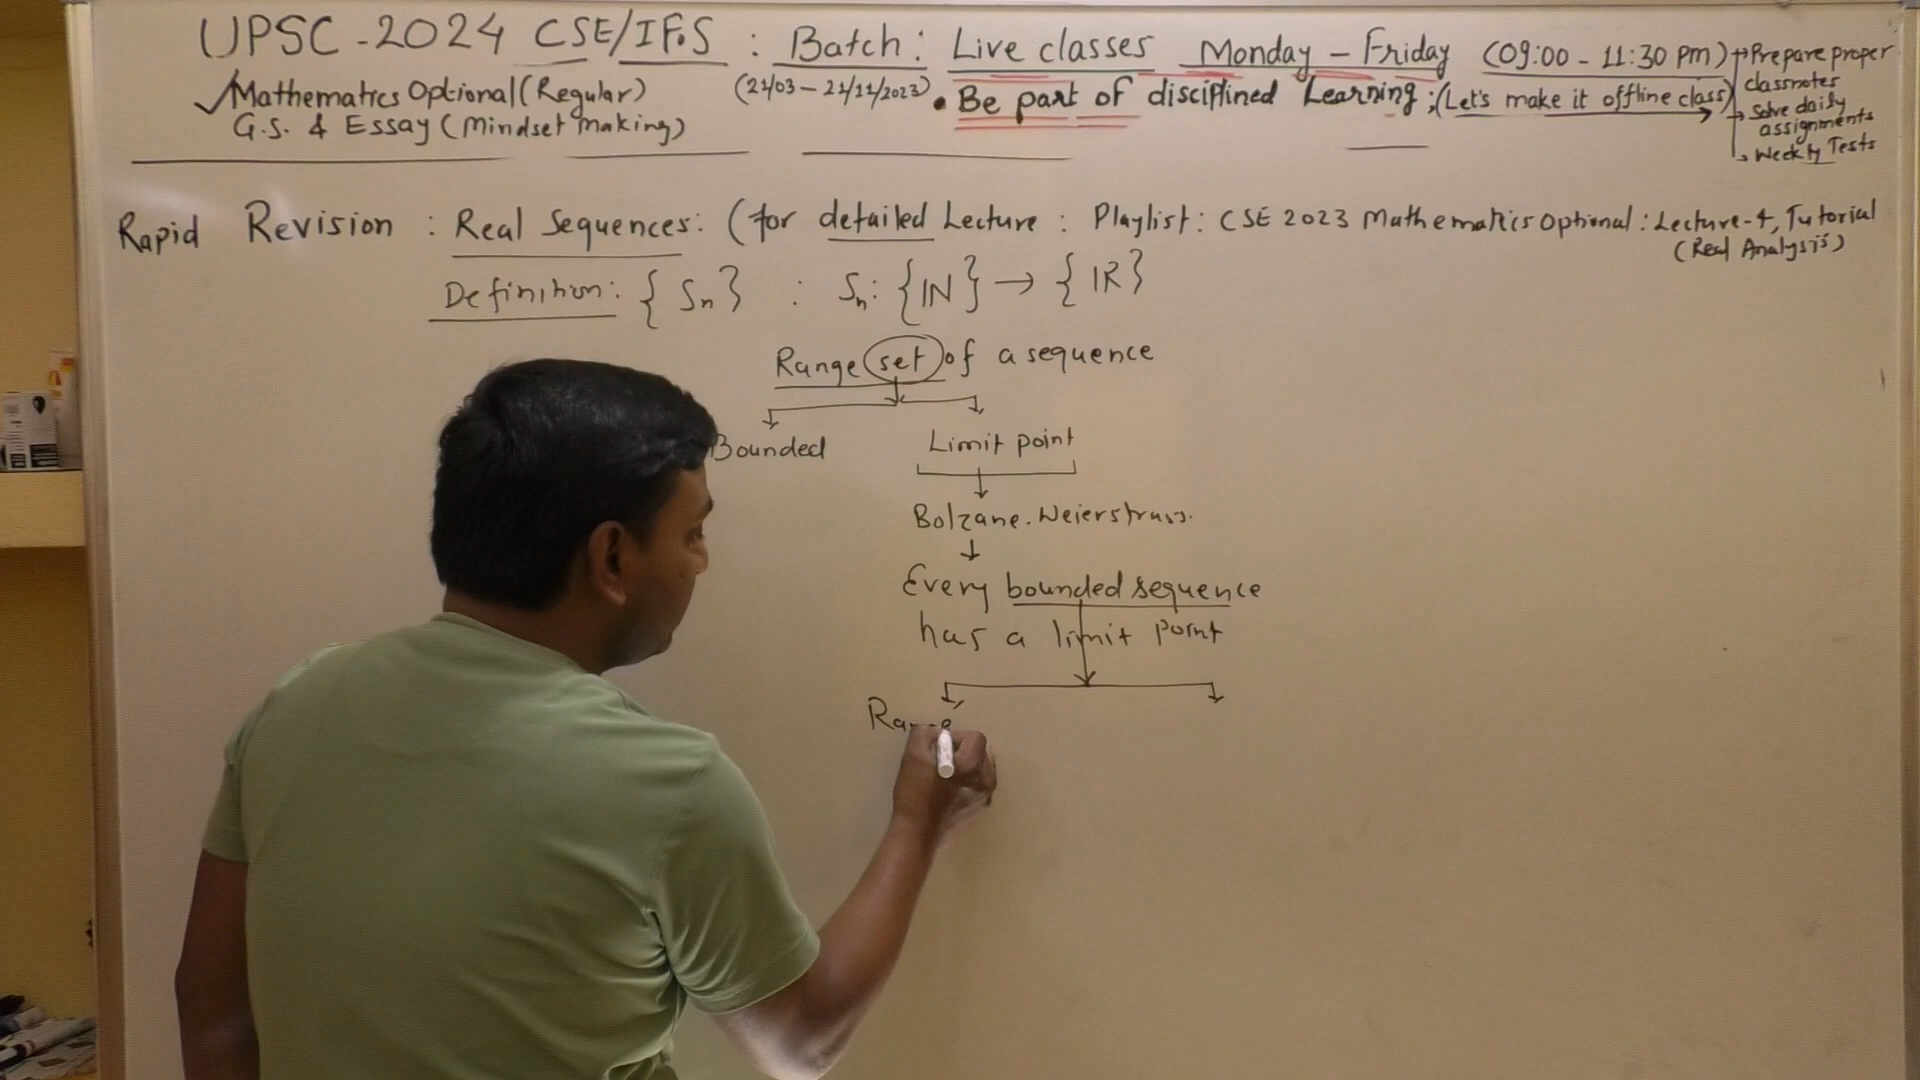 UPSC-2024 CSE/IFoS : Batch: Live classes Monday - Friday (09:00 - 11:30 pm) → Prepare proper classnotes
✓ Mathematics Optional (Regular) (21/03 - 21/11/2023) • Be part of disciplined Learning: (Let's make it offline class) → Solve daily assignments
G.S. & Essay (Mindset making) → Weekly Tests
Rapid Revision : Real Sequences: (for detailed Lecture : Playlist: CSE 2023 Mathematics Optional: Lecture-4, Tutorial
(Real Analysis)
Definition: {Sn} : Sn: {IN} → {IR}
Range set of a sequence
Bounded Limit point
Bolzane.Weierstrass.
Every bounded sequence
has a limit point
Range